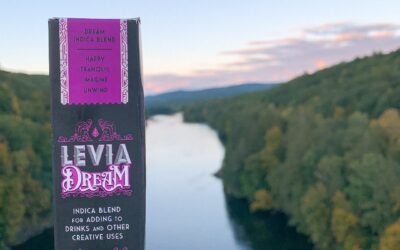 DREAM
INDICA BLEND
HAPPY
TRANQUIL
IMAGINE
UNWIND
LEVIA
DREAM
INDICA BLEND
FOR ADDING TO
DRINKS AND OTHER
CREATIVE USES